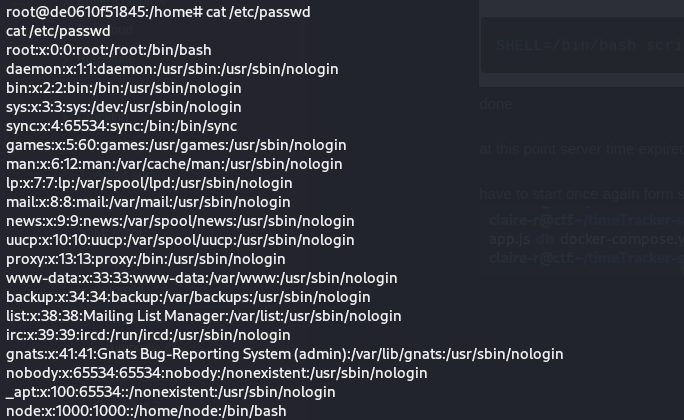 root@de0610f51845:/home# cat /etc/passwd
cat /etc/passwd
root:x:0:0:root:/root:/bin/bash
daemon:x:1:1:daemon:/usr/sbin:/usr/sbin/nologin
bin:x:2:2:bin:/bin:/usr/sbin/nologin
sys:x:3:3:sys:/dev:/usr/sbin/nologin
sync:x:4:65534:sync:/bin:/bin/sync
games:x:5:60:games:/usr/games:/usr/sbin/nologin
man:x:6:12:man:/var/cache/man:/usr/sbin/nologin
lp:x:7:7:lp:/var/spool/lpd:/usr/sbin/nologin
mail:x:8:8:mail:/var/mail:/usr/sbin/nologin
news:x:9:9:news:/var/spool/news:/usr/sbin/nologin
uucp:x:10:10:uucp:/var/spool/uucp:/usr/sbin/nologin
proxy:x:13:13:proxy:/bin:/usr/sbin/nologin
www-data:x:33:33:www-data:/var/www:/usr/sbin/nologin
backup:x:34:34:backup:/var/backups:/usr/sbin/nologin
list:x:38:38:Mailing List Manager:/var/list:/usr/sbin/nologin
irc:x:39:39:ircd:/run/ircd:/usr/sbin/nologin
gnats:x:41:41:Gnats Bug-Reporting System (admin):/var/lib/gnats:/usr/sbin/nologin
nobody:x:65534:65534:nobody:/nonexistent:/usr/sbin/nologin
_apt:x:100:65534::/nonexistent:/usr/sbin/nologin
node:x:1000:1000::/home/node:/bin/bash
SHELL=/bin/bash scri
done
at this point server time expire
have to start once again form
claire-r@ctf:~/timeTracker-
app.js db docker-compose.y
claire-r@ctf:~/timeTracker-